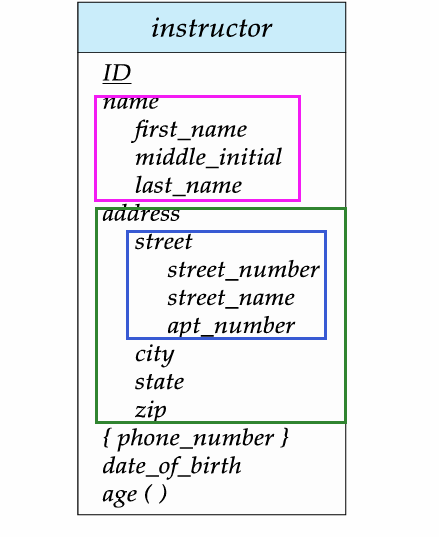 instructor
ID
name
first_name
middle_initial
last_name
address
street
street_number
street_name
apt_number
city
state
zip
{ phone_number }
date_of_birth
age ( )